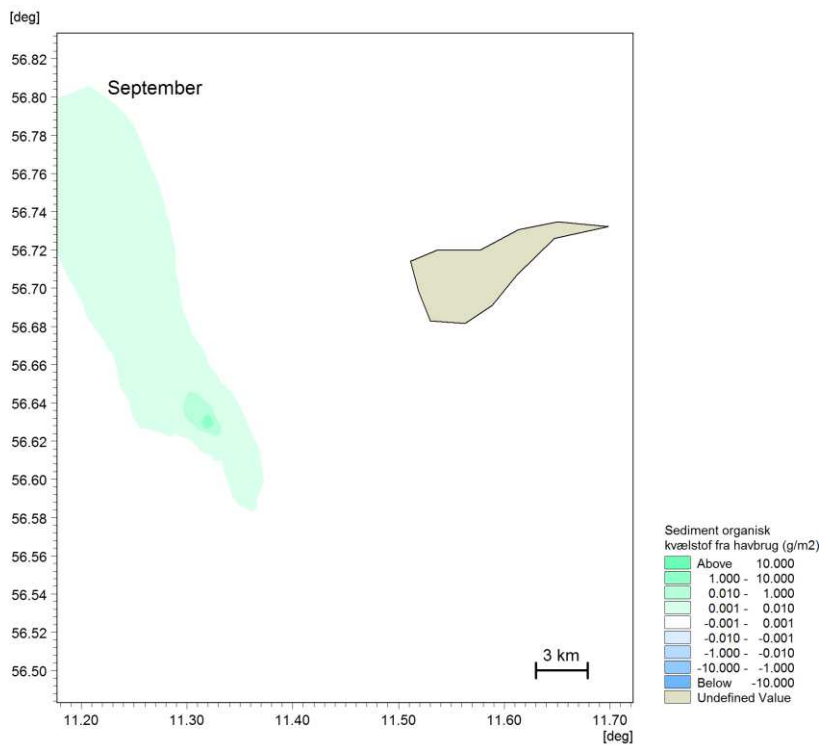 [deg]
56.82
September
56.80
56.78
56.76
56.74
56.72
56.70
56.68
56.66
56.64
56.62
56.60
56.58
56.56
56.54
56.52
56.50
3 km
11.20 11.30 11.40 11.50 11.60 11.70
[deg]
Sediment organisk
kvælstof fra havbrug (g/m2)
Above 10.000
1.000 - 10.000
0.010 - 1.000
0.001 - 0.010
-0.001 - 0.001
-0.010 - -0.001
-1.000 - -0.010
-10.000 - -1.000
Below -10.000
Undefined Value